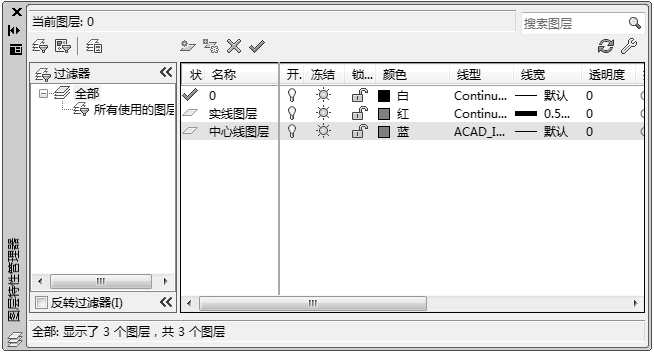 当前图层: 0
搜索图层
过滤器
全部
所有使用的图层
反转过滤器(I)
状 名称 开. 冻结 锁... 颜色 线型 线宽 透明度
0 白 Continu... 默认 0
实线图层 红 Continu... 0.5... 0
中心线图层 蓝 ACAD_I... 默认 0
全部: 显示了 3 个图层，共 3 个图层
图层特性管理器